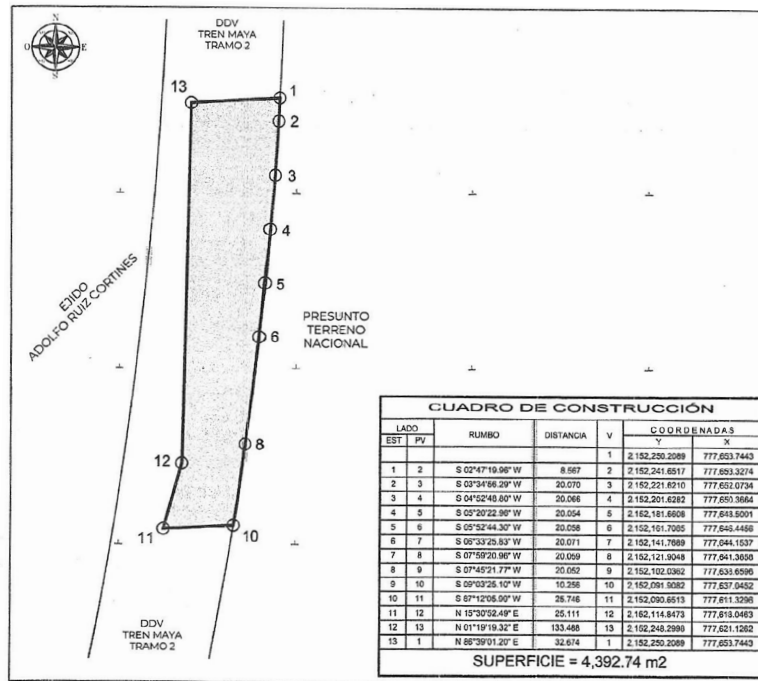 N
O E
S
DDV
TREN MAYA
TRAMO 2
13
1
2
3
4
5
6
8
12
11
10
EJIDO
ADOLFO RUIZ CORTINES
PRESUNTO
TERRENO
NACIONAL
DDV
TREN MAYA
TRAMO 2
CUADRO DE CONSTRUCCIÓN
LADO RUMBO DISTANCIA V COORDENADAS
EST PV Y X
1 2,152,250.2089 777,653.7443
1 2 S 02°47'19.96" W 8.567 2 2,152,241.6517 777,653.3274
2 3 S 03°34'56.29" W 20.070 3 2,152,221.6210 777,652.0734
3 4 S 04°52'48.80" W 20.066 4 2,152,201.6282 777,650.3664
4 5 S 05°20'22.98" W 20.054 5 2,152,181.6608 777,648.5001
5 6 S 05°52'44.30" W 20.058 6 2,152,161.7085 777,646.4456
6 7 S 06°33'25.83" W 20.071 7 2,152,141.7689 777,644.1537
7 8 S 07°59'20.96" W 20.059 8 2,152,121.9048 777,641.3658
8 9 S 07°45'21.77" W 20.052 9 2,152,102.0362 777,638.6596
9 10 S 09°03'25.10" W 10.256 10 2,152,091.9082 777,637.0452
10 11 S 87°12'05.90" W 25.746 11 2,152,090.6513 777,611.3296
11 12 N 15°30'52.49" E 25.111 12 2,152,114.8473 777,618.0463
12 13 N 01°19'19.32" E 133.488 13 2,152,248.2998 777,621.1262
13 1 N 86°39'01.20" E 32.674 1 2,152,250.2089 777,653.7443
SUPERFICIE = 4,392.74 m2